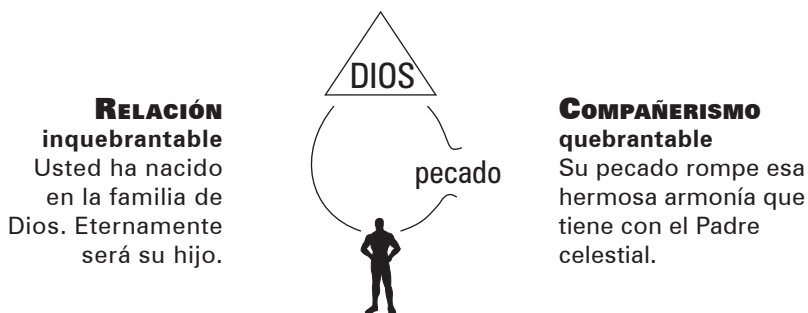 DIOS
RELACIÓN
inquebrantable
Usted ha nacido
en la familia de
Dios. Eternamente
será su hijo.
pecado
COMPAÑERISMO
quebrantable
Su pecado rompe esa
hermosa armonía que
tiene con el Padre
celestial.